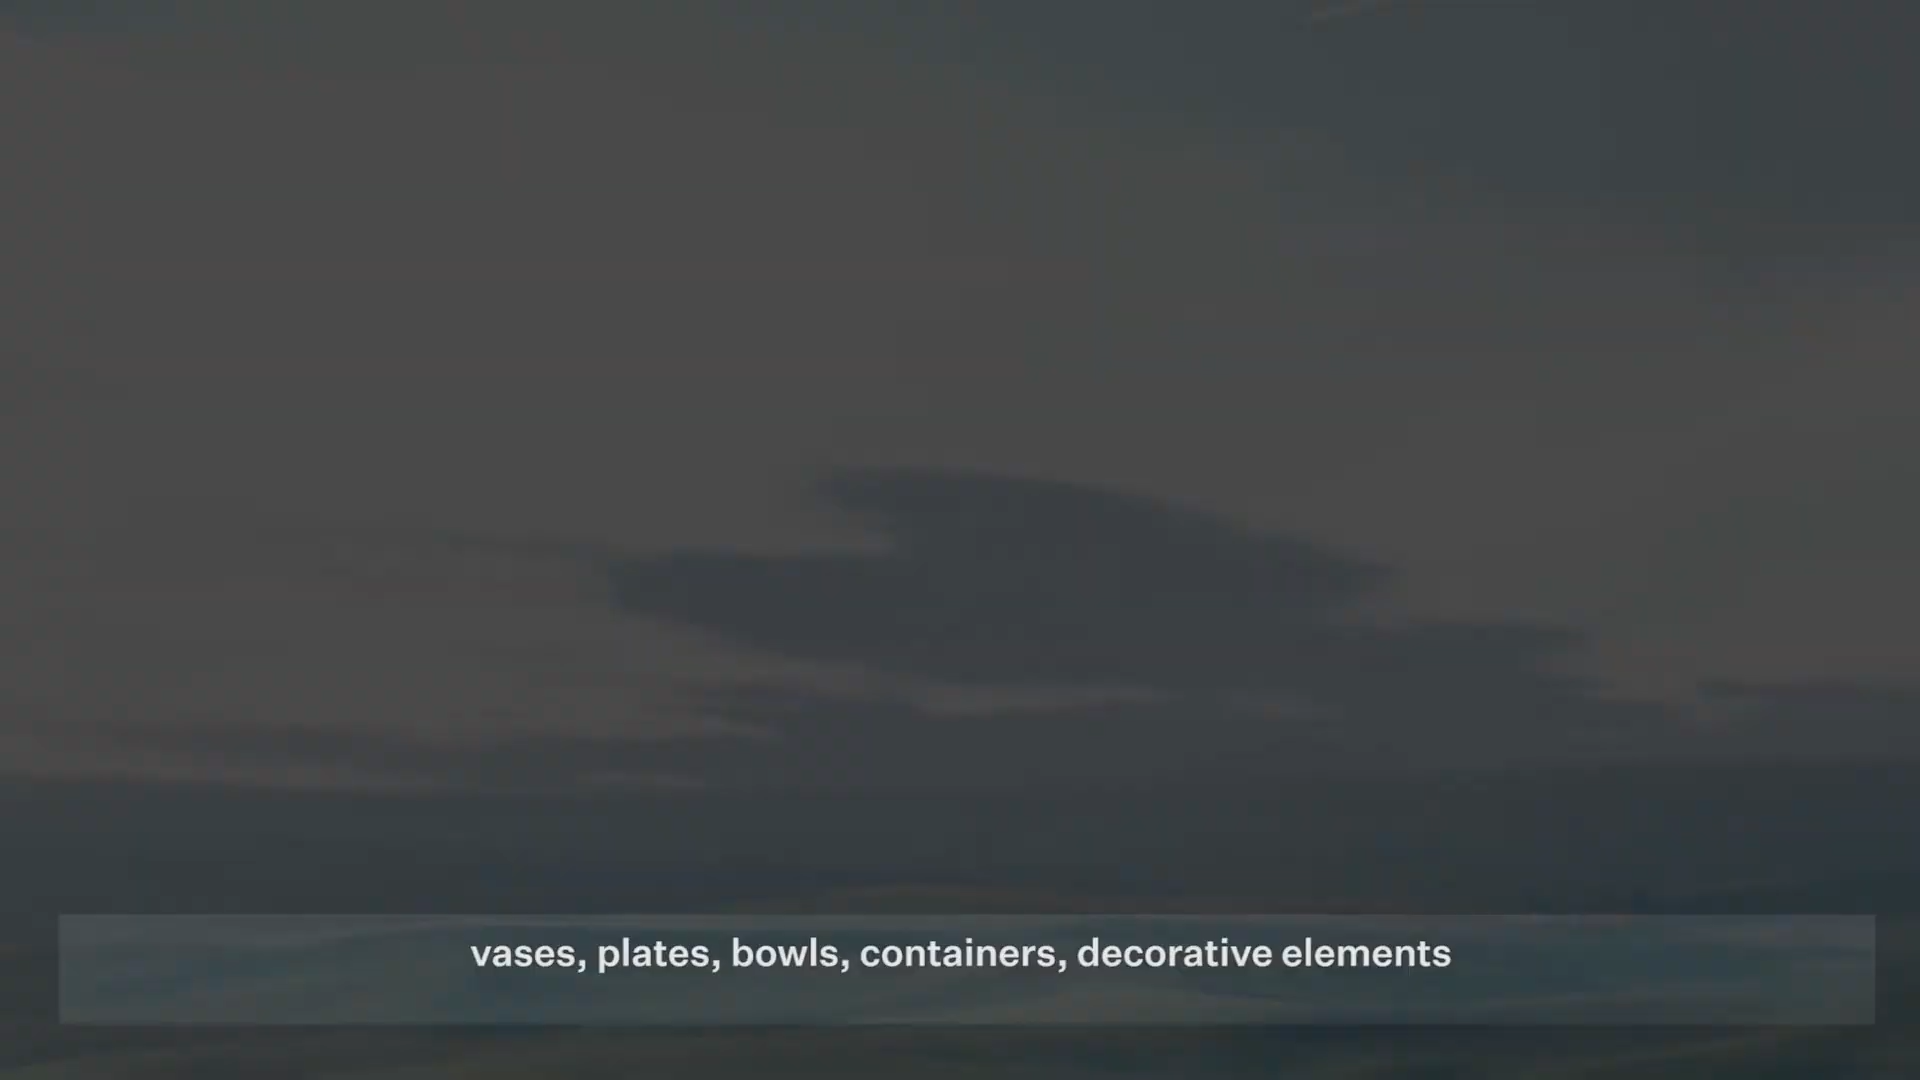 vases, plates, bowls, containers, decorative elements